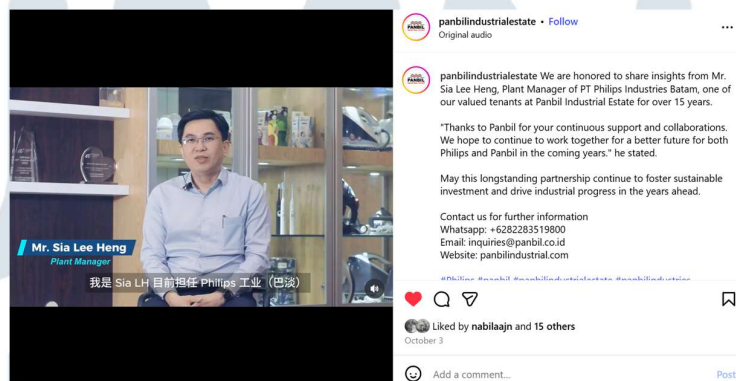 panbilindustrialestate • Follow
Original audio
panbilindustrialestate We are honored to share insights from Mr.
Sia Lee Heng, Plant Manager of PT Philips Industries Batam, one of
our valued tenants at Panbil Industrial Estate for over 15 years.
"Thanks to Panbil for your continuous support and collaborations.
We hope to continue to work together for a better future for both
Philips and Panbil in the coming years." he stated.
May this longstanding partnership continue to foster sustainable
investment and drive industrial progress in the years ahead.
Contact us for further information
Whatsapp: +6282283519800
Email: inquiries@panbil.co.id
Website: panbilindustrial.com
#Philips #panbil #panbilindustrialestate #panbilindustries
Mr. Sia Lee Heng
Plant Manager
我是 Sia LH 目前担任 Philips 工业（巴淡）
Liked by nabilaajn and 15 others
October 3
Add a comment...
Post